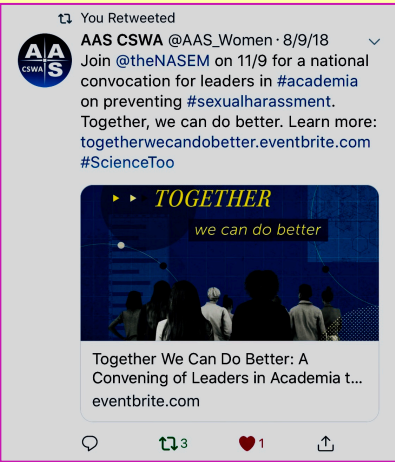 You Retweeted
AAS CSWA @AAS_Women · 8/9/18
AAS
CSWA
Join @theNASEM on 11/9 for a national
convocation for leaders in #academia
on preventing #sexualharassment.
Together, we can do better. Learn more:
togetherwecandobetter.eventbrite.com
#ScienceToo
TOGETHER
we can do better
Together We Can Do Better: A
Convening of Leaders in Academia t...
eventbrite.com
3
1